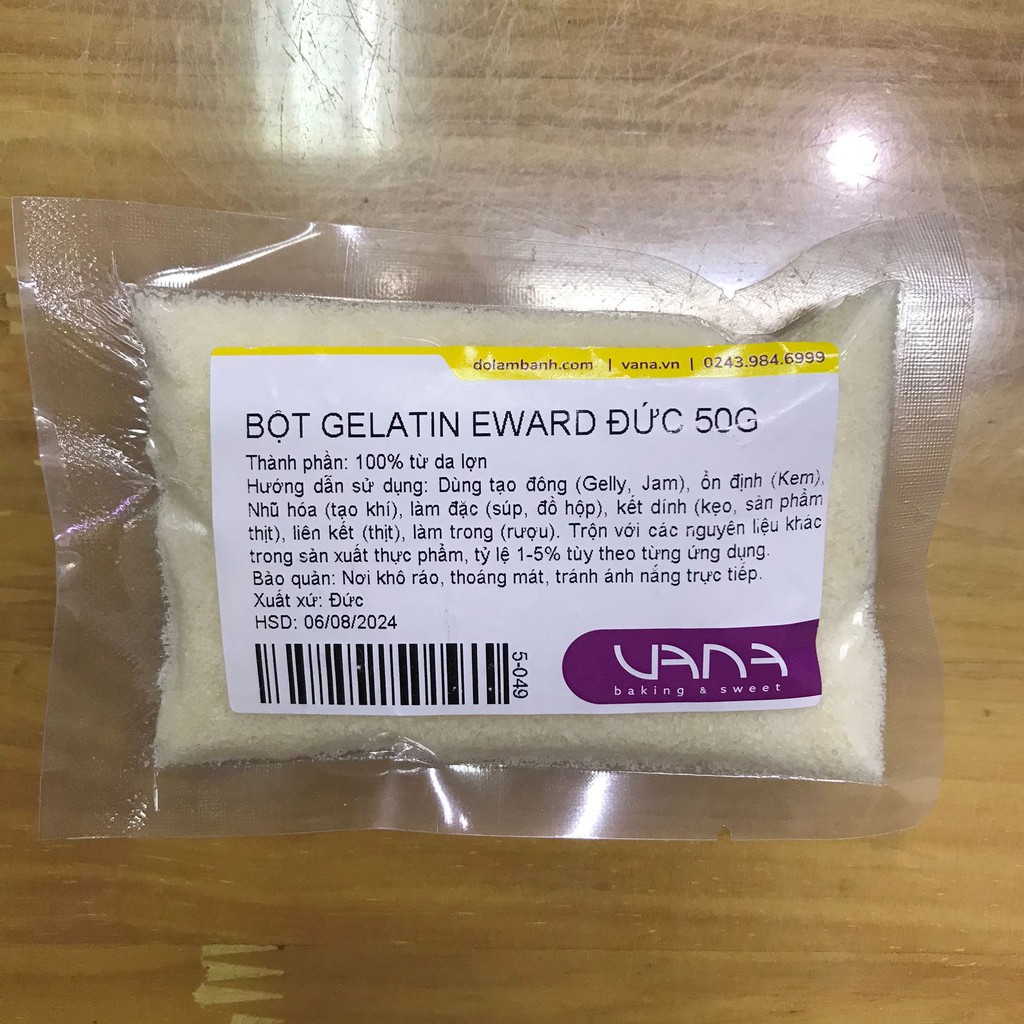 dolambanh.com | vana.vn | 0243.984.6999
BỘT GELATIN EWARD ĐỨC 50G
Thành phần: 100% từ da lợn
Hướng dẫn sử dụng: Dùng tạo đông (Gelly, Jam), ổn định (Kem),
Nhũ hóa (tạo khí), làm đặc (súp, đồ hộp), kết dính (kẹo, sản phẩm
thịt), liên kết (thịt), làm trong (rượu). Trộn với các nguyên liệu khác
trong sản xuất thực phẩm, tỷ lệ 1-5% tùy theo từng ứng dụng.
Bảo quản: Nơi khô ráo, thoáng mát, tránh ánh nắng trực tiếp.
Xuất xứ: Đức
HSD: 06/08/2024
5-049
VANA
baking & sweet